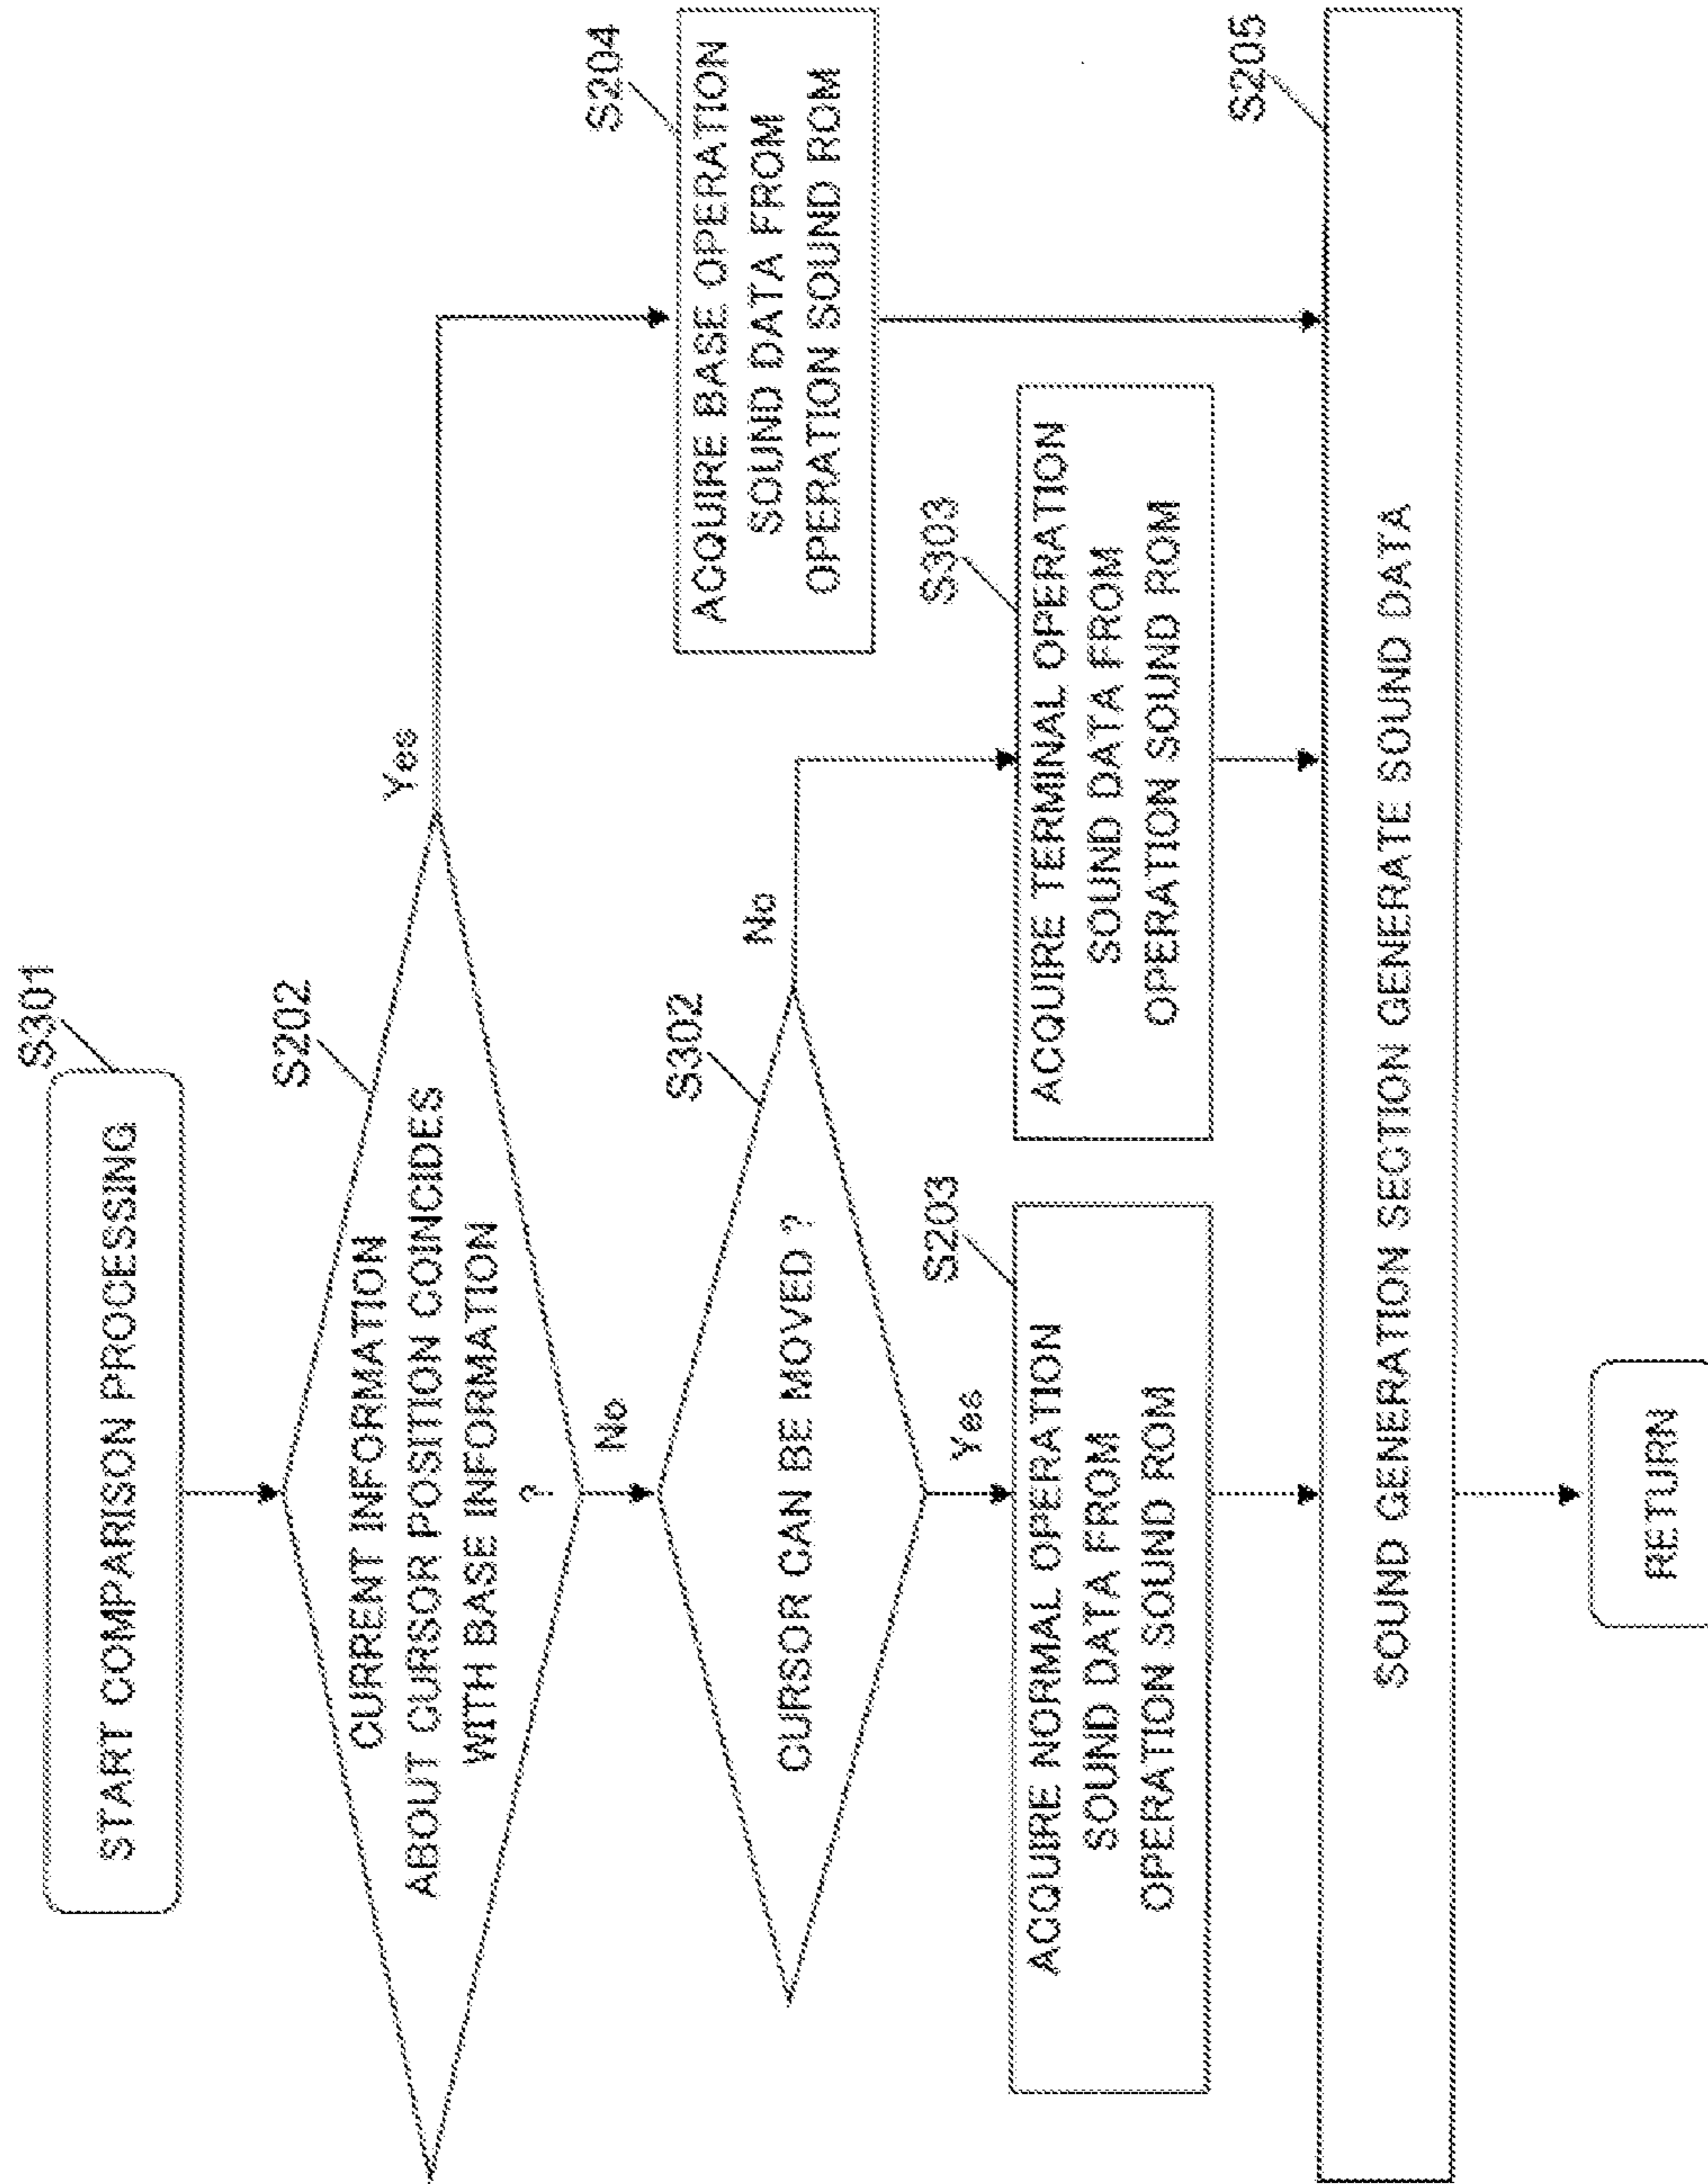 START COMPARISON PROCESSING
S301
CURRENT INFORMATION
ABOUT CURSOR POSITION COINCIDES
WITH BASE INFORMATION
?
S202
Yes
No
CURSOR CAN BE MOVED ?
S302
No
Yes
ACQUIRE BASE OPERATION
SOUND DATA FROM
OPERATION SOUND ROM
S204
ACQUIRE NORMAL OPERATION
SOUND DATA FROM
OPERATION SOUND ROM
S203
ACQUIRE TERMINAL OPERATION
SOUND DATA FROM
OPERATION SOUND ROM
S303
SOUND GENERATION SECTION GENERATE SOUND DATA
S205
RETURN